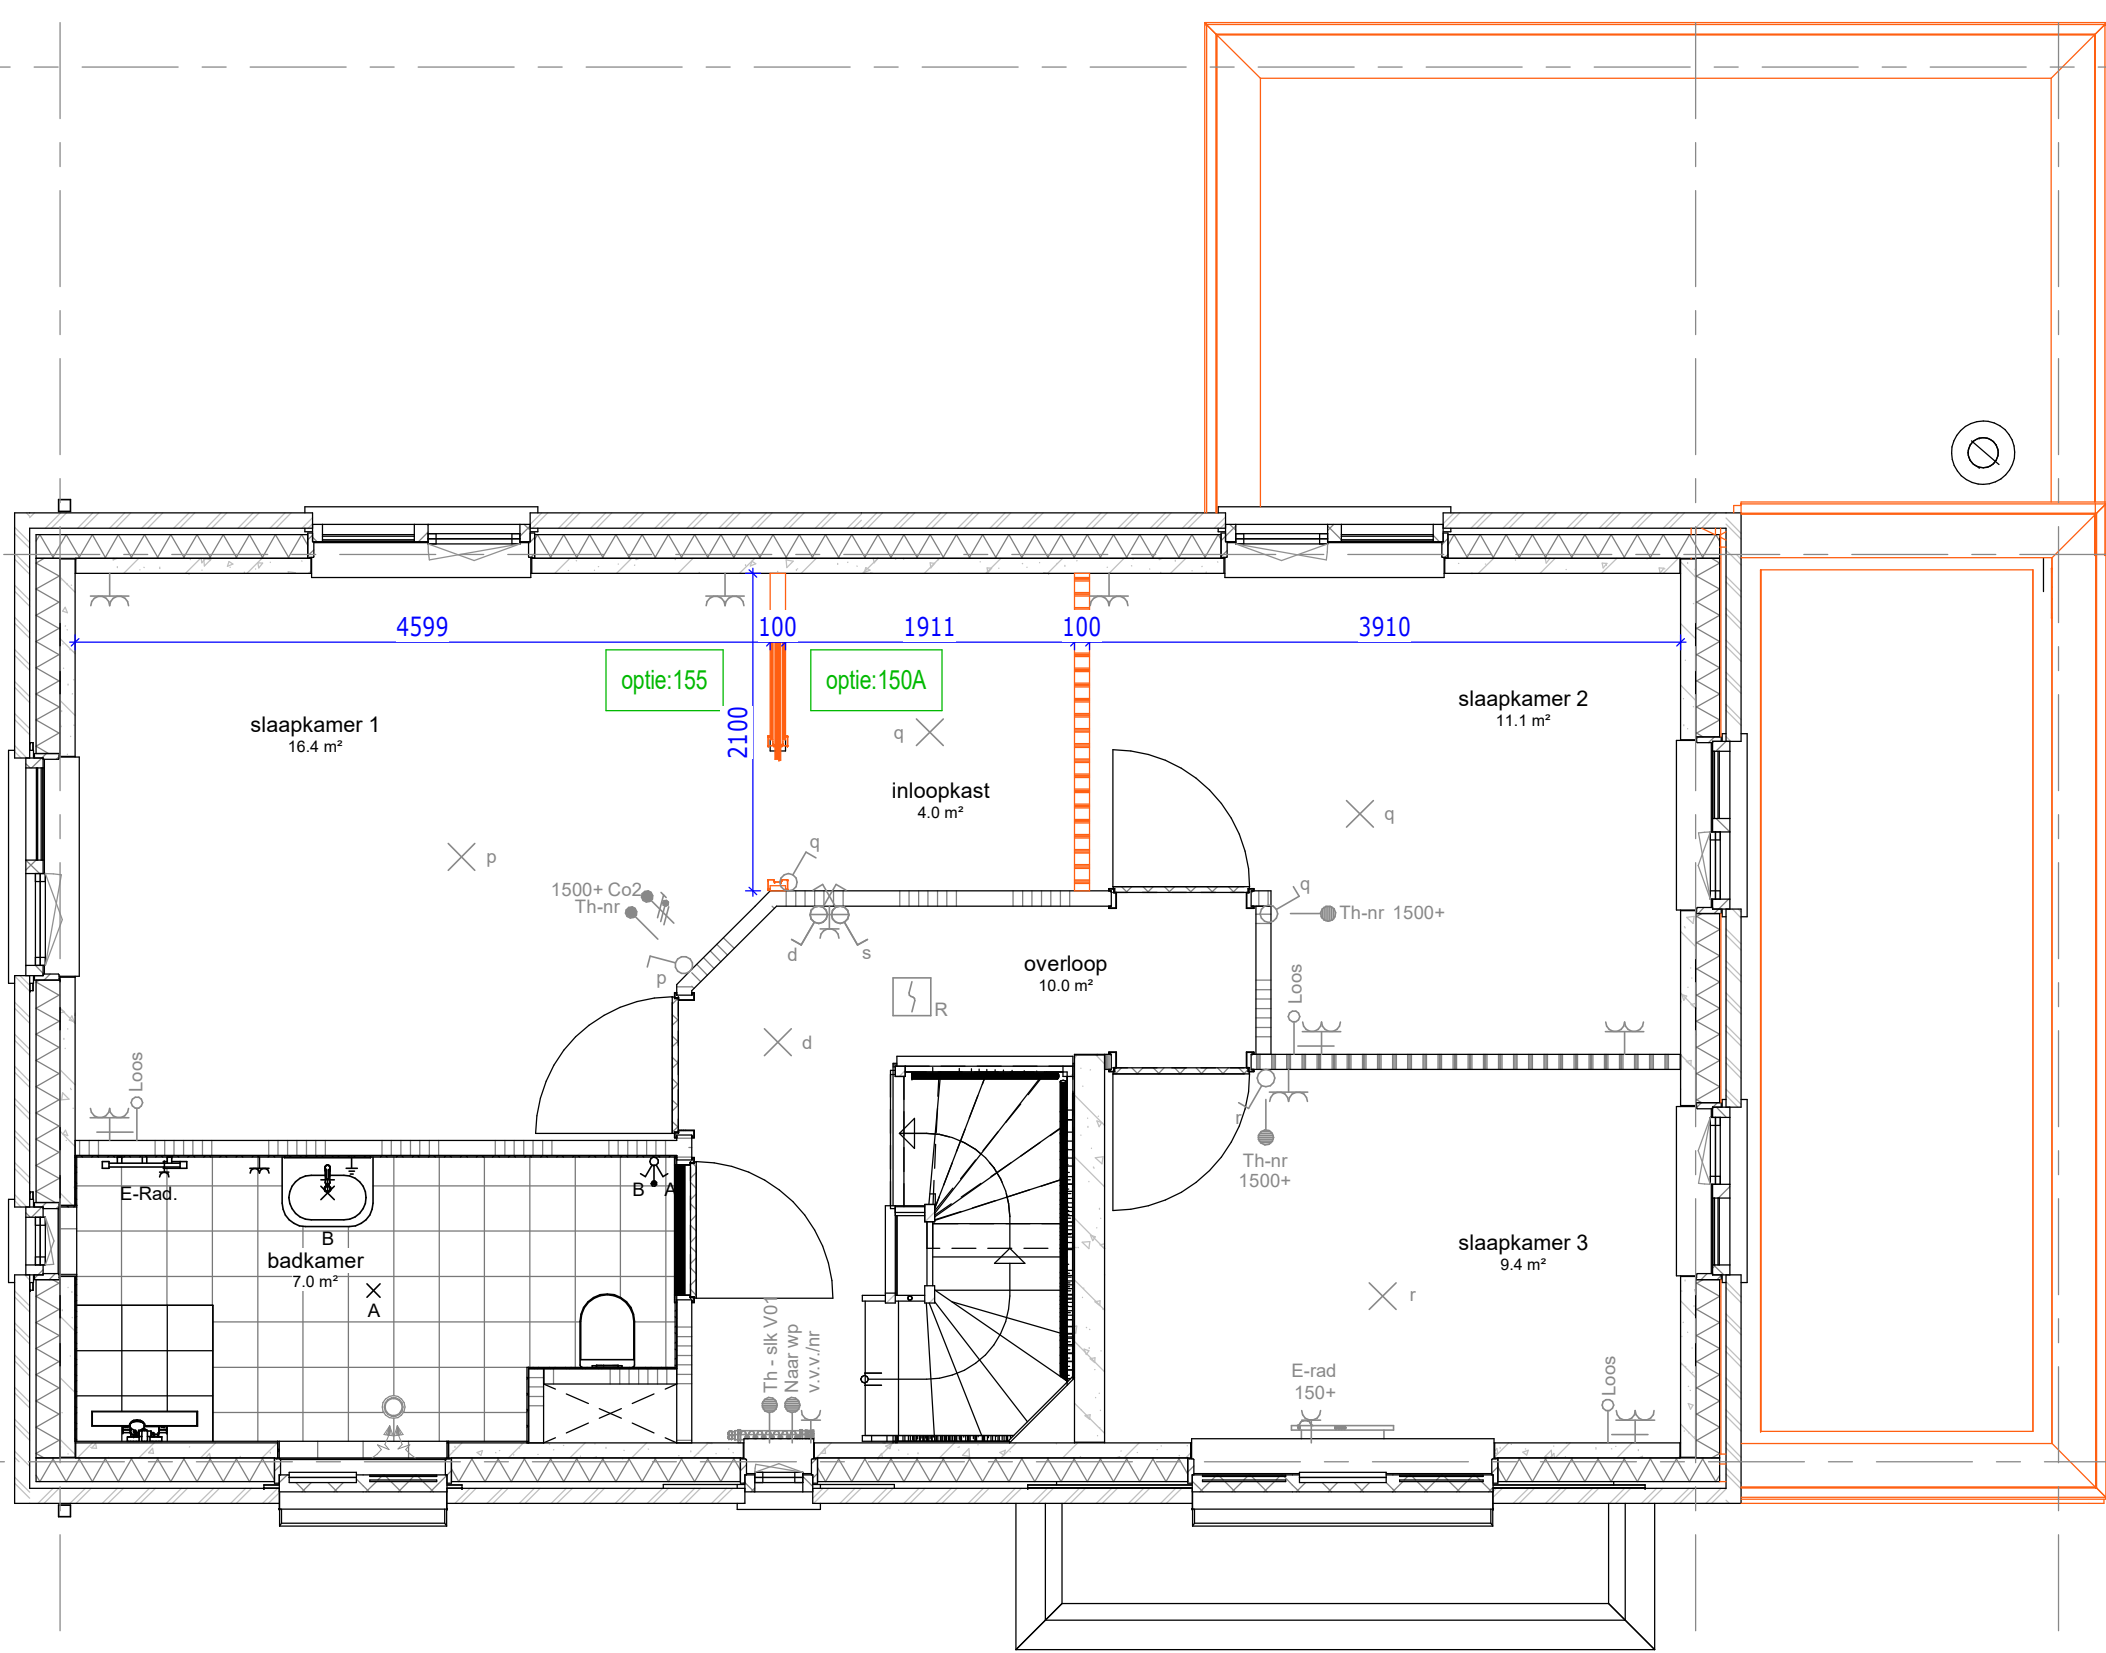 4599
100
1911
100
3910
optie:155
optie:150A
2100
slaapkamer 1
16.4 m²
slaapkamer 2
11.1 m²
q
inloopkast
4.0 m²
q
p
q
1500+ Co2
Th-nr
q
Th-nr 1500+
d
s
p
overloop
10.0 m²
R
Loos
d
Loos
r
Th-nr
1500+
E-Rad.
B
A
B
badkamer
7.0 m²
A
slaapkamer 3
9.4 m²
r
Th - slk V01
Naar wp
v.v.v./nr
E-rad
150+
Loos